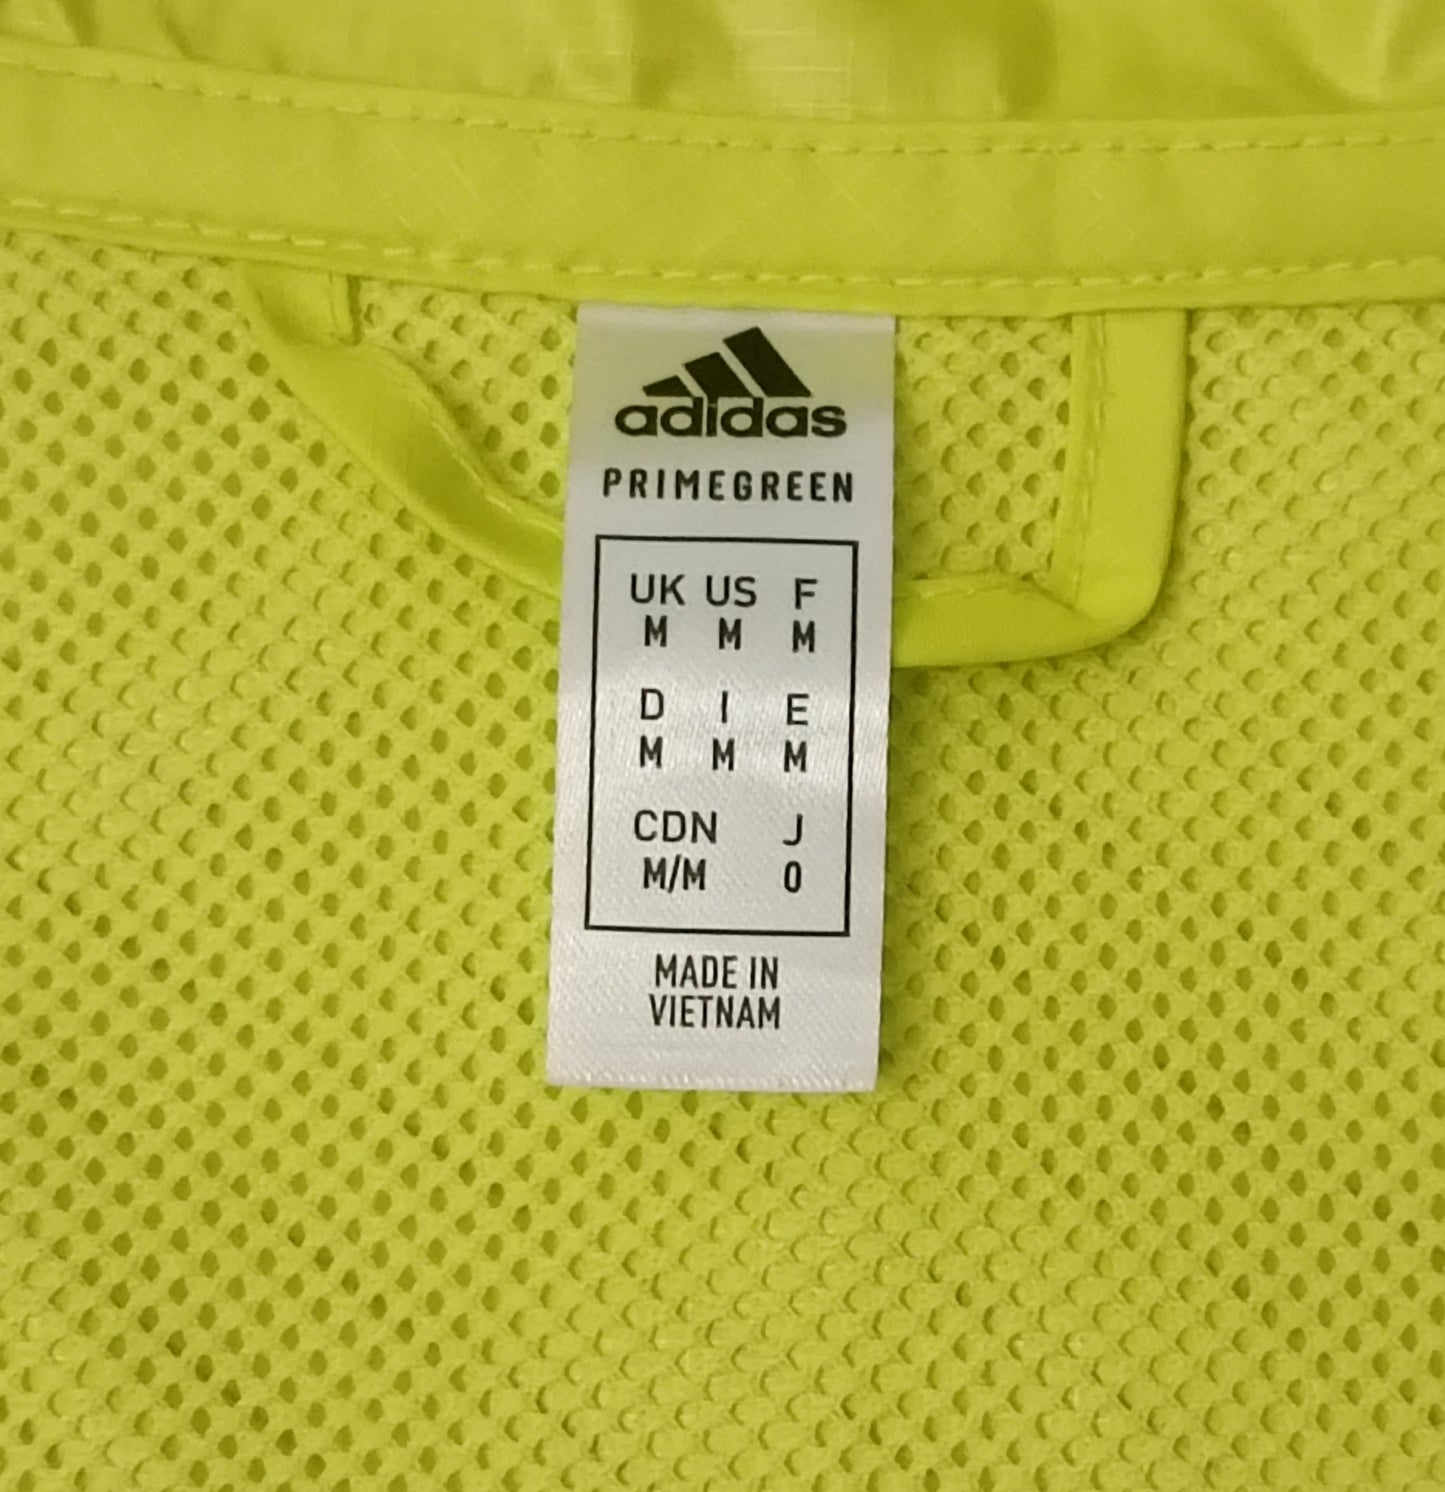 adidas
PRIMEGREEN
UK US F
M M M
D I E
M M M
CDN J
M/M O
MADE IN
VIETNAM